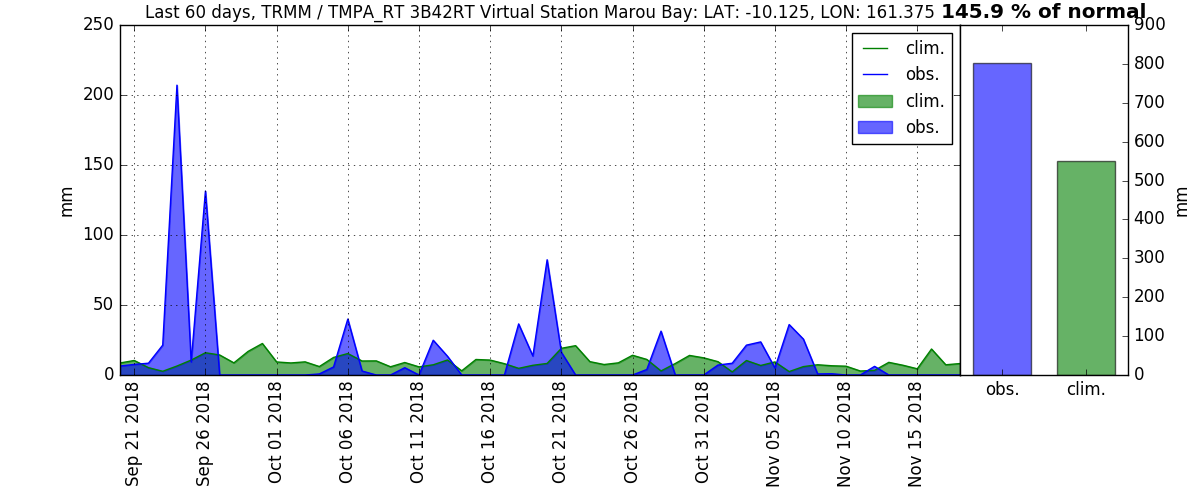 Last 60 days, TRMM / TMPA_RT 3B42RT Virtual Station Marou Bay: LAT: -10.125, LON: 161.375 145.9 % of normal
250
200
150
100
50
0
mm
clim.
obs.
clim.
obs.
900
800
700
600
500
400
300
200
100
0
mm
obs.
clim.
Sep 21 2018
Sep 26 2018
Oct 01 2018
Oct 06 2018
Oct 11 2018
Oct 16 2018
Oct 21 2018
Oct 26 2018
Oct 31 2018
Nov 05 2018
Nov 10 2018
Nov 15 2018